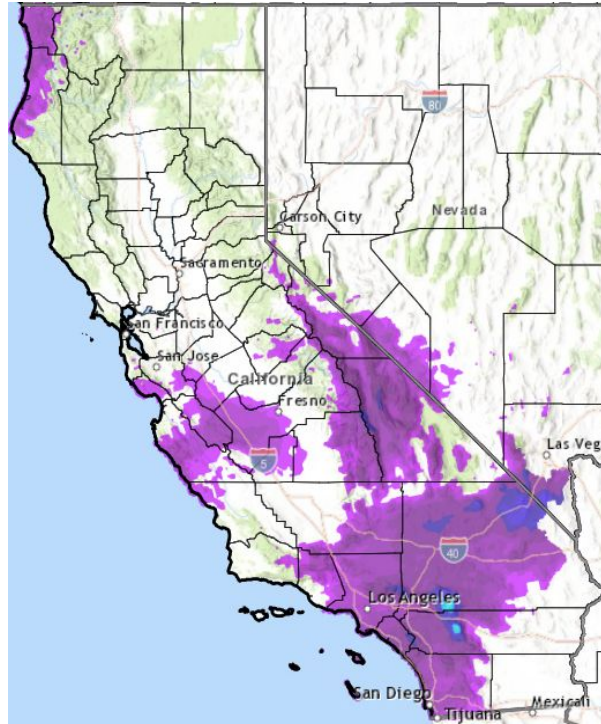 80
Nevada
Carson City
Sacramento
San Francisco
San Jose
California
Fresno
5
Las Veg
40
Los Angeles
San Diego
Tijuana
Mexicali